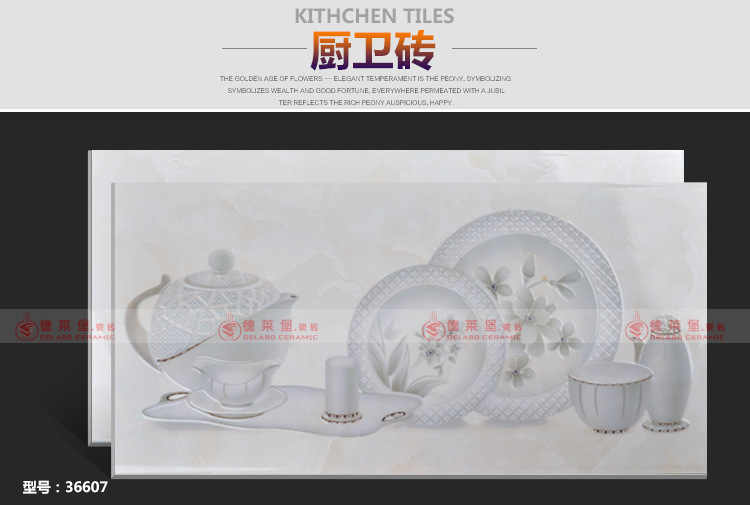 KITHCHEN TILES
厨卫砖
THE GOLDEN AGE OF FLOWERS — ELEGANT TEMPERAMENT IS THE PEONY, SYMBOLIZING
SYMBOLIZES WEALTH AND GOOD FORTUNE, EVERYWHERE PERMEATED WITH A JUBIL
TER REFLECTS THE RICH PEONY AUSPICIOUS, HAPPY.
德莱堡.瓷砖 德莱堡.瓷砖 德莱堡.瓷砖 德莱堡.瓷砖
DELABO CERAMIC DELABO CERAMIC DELABO CERAMIC DELABO CERAMIC
型号：36607